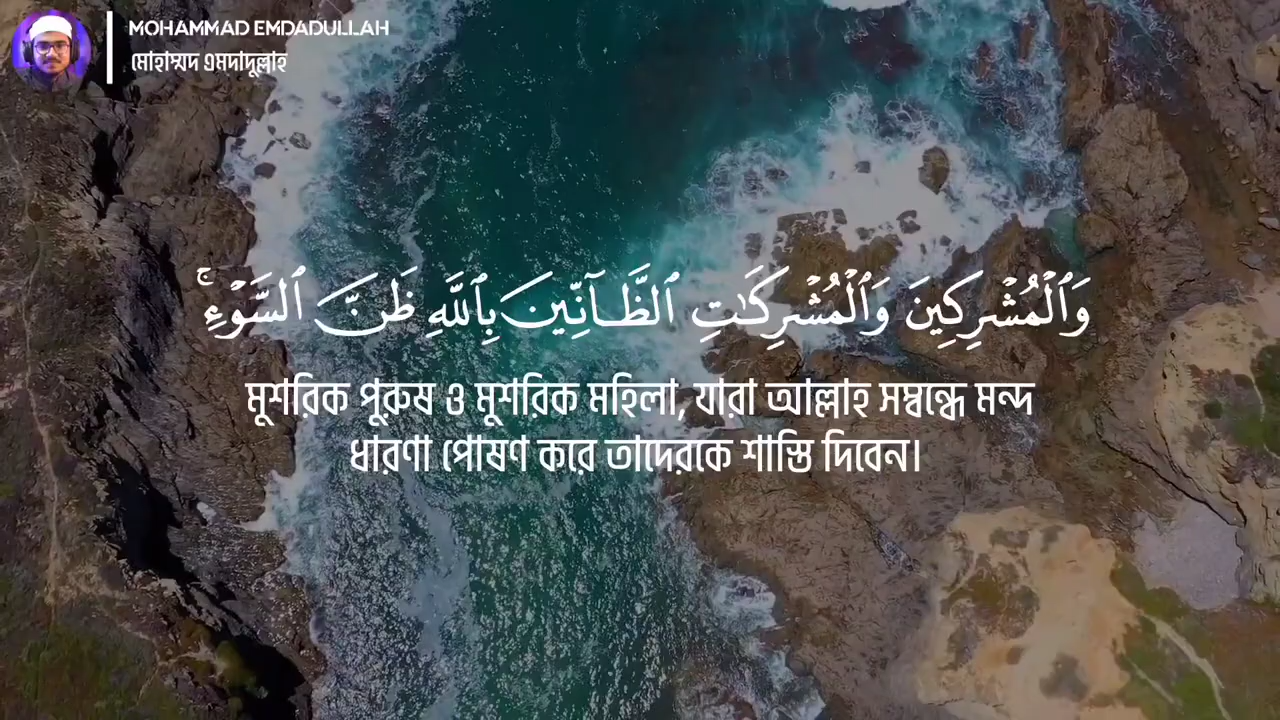 MOHAMMAD EMDADULLAH
মোহাম্মদ এমদাদুল্লাহ
وَٱلْمُشْرِكِينَ وَٱلْمُشْرِكَـٰتِ ٱلظَّآنِّينَ بِٱللَّهِ ظَنَّ ٱلسَّوْءِ ۚ
মুশরিক পুরুষ ও মুশরিক মহিলা, যারা আল্লাহ সম্বন্ধে মন্দ
ধারণা পোষণ করে তাদেরকে শাস্তি দিবেন।